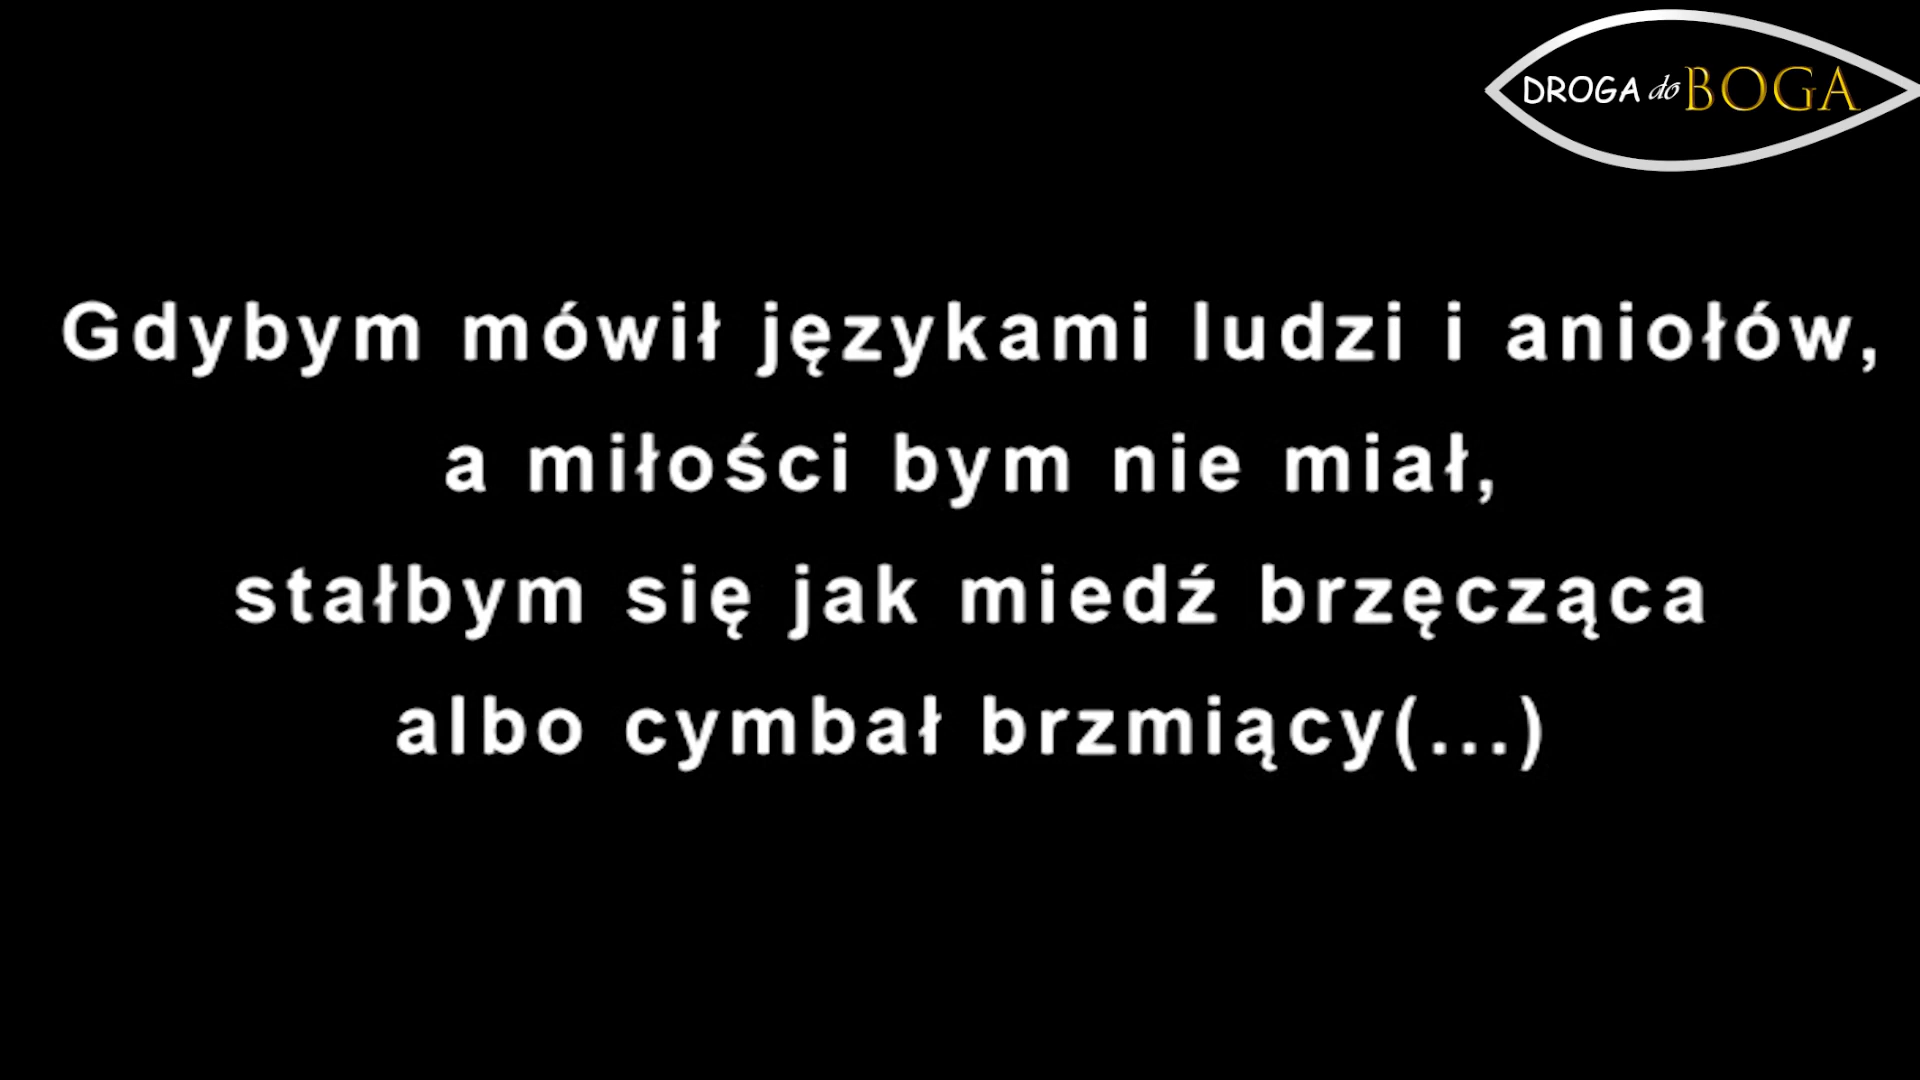 DROGA do BOGA
Gdybym mówił językami ludzi i aniołów,
a miłości bym nie miał,
stałbym się jak miedź brzęcząca
albo cymbał brzmiący(...)